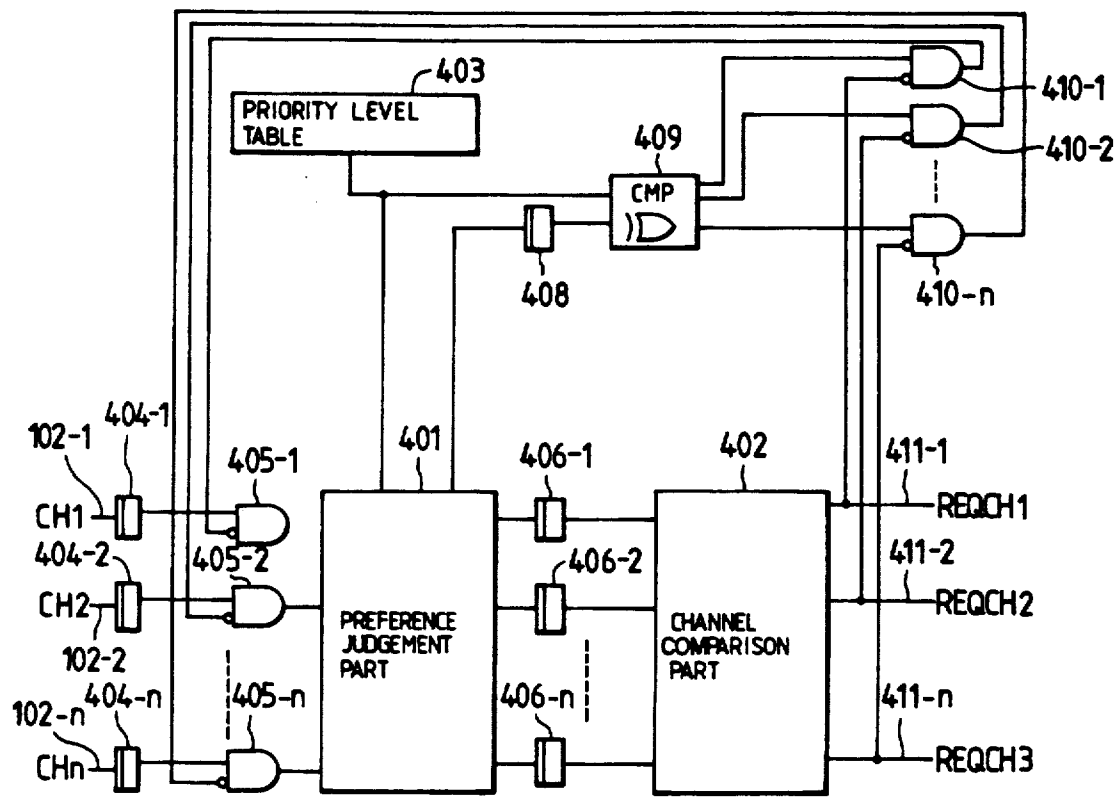 403
PRIORITY LEVEL
TABLE
410-1
409
CMP
410-2
408
410-n
404-1
102-1
405-1
401
406-1
402
411-1
CH1
REQCH1
404-2
405-2
406-2
411-2
CH2
REQCH2
PREFERENCE
JUDGEMENT
PART
CHANNEL
COMPARISON
PART
102-2
404-n
405-n
406-n
411-n
102-n
CHn
REQCH3